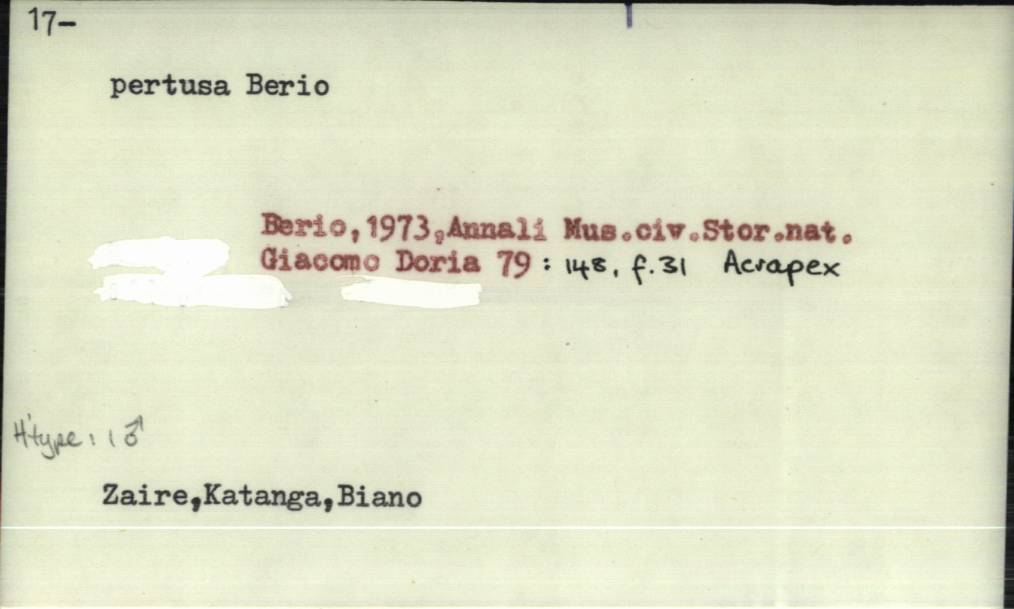 17-
pertusa Berio
Berio,1973,Annali Mus.civ.Stor.nat.
Giacomo Doria 79 : 148, f.31 Acrapex
H'type: 1 ♂
Zaire,Katanga,Biano